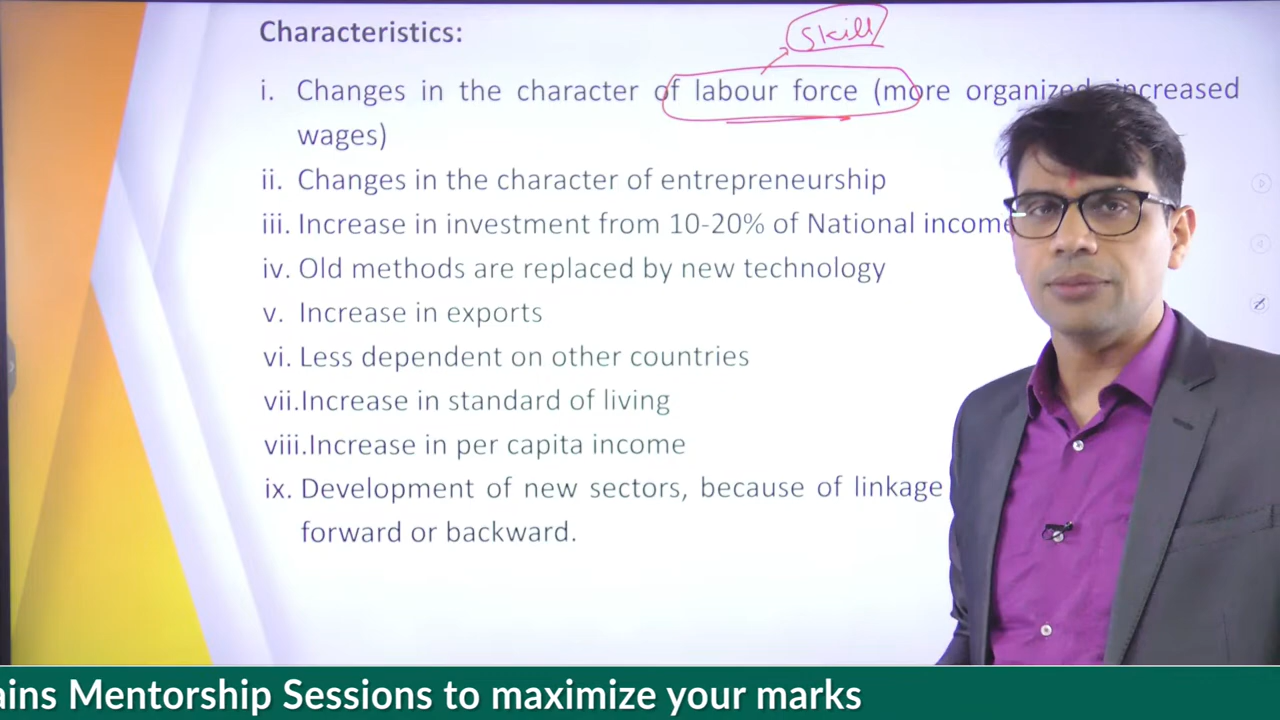 Characteristics:
skill
i. Changes in the character of labour force (more organized increased
wages)
ii. Changes in the character of entrepreneurship
iii. Increase in investment from 10-20% of National income
iv. Old methods are replaced by new technology
v. Increase in exports
vi. Less dependent on other countries
vii.Increase in standard of living
viii.Increase in per capita income
ix. Development of new sectors, because of linkage
forward or backward.
Mentorship Sessions to maximize your marks